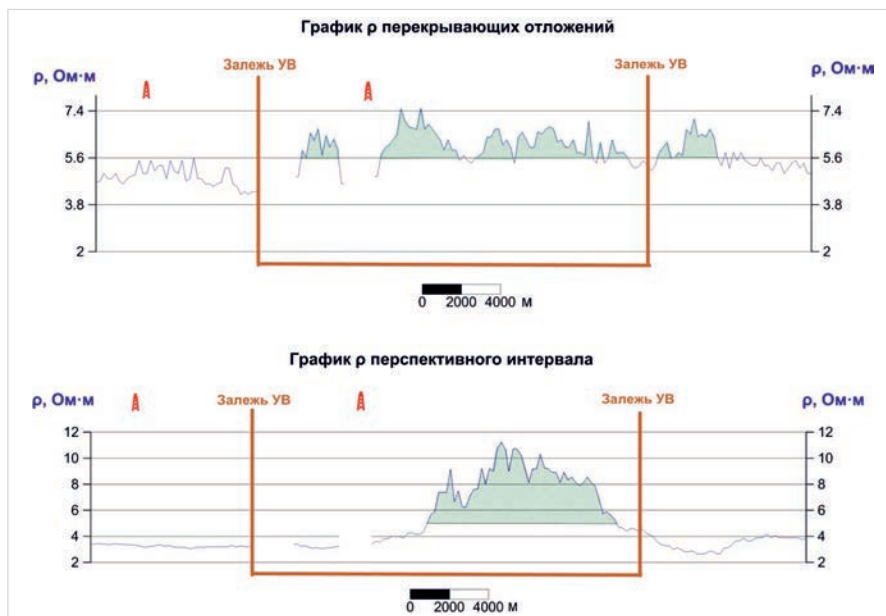 График ρ перекрывающих отложений
Залежь УВ Залежь УВ
ρ, Ом·м ρ, Ом·м
7.4 7.4
5.6 5.6
3.8 3.8
2 2
0 2000 4000 м
График ρ перспективного интервала
ρ, Ом·м Залежь УВ Залежь УВ ρ, Ом·м
12 12
10 10
8 8
6 6
4 4
2 2
0 2000 4000 м